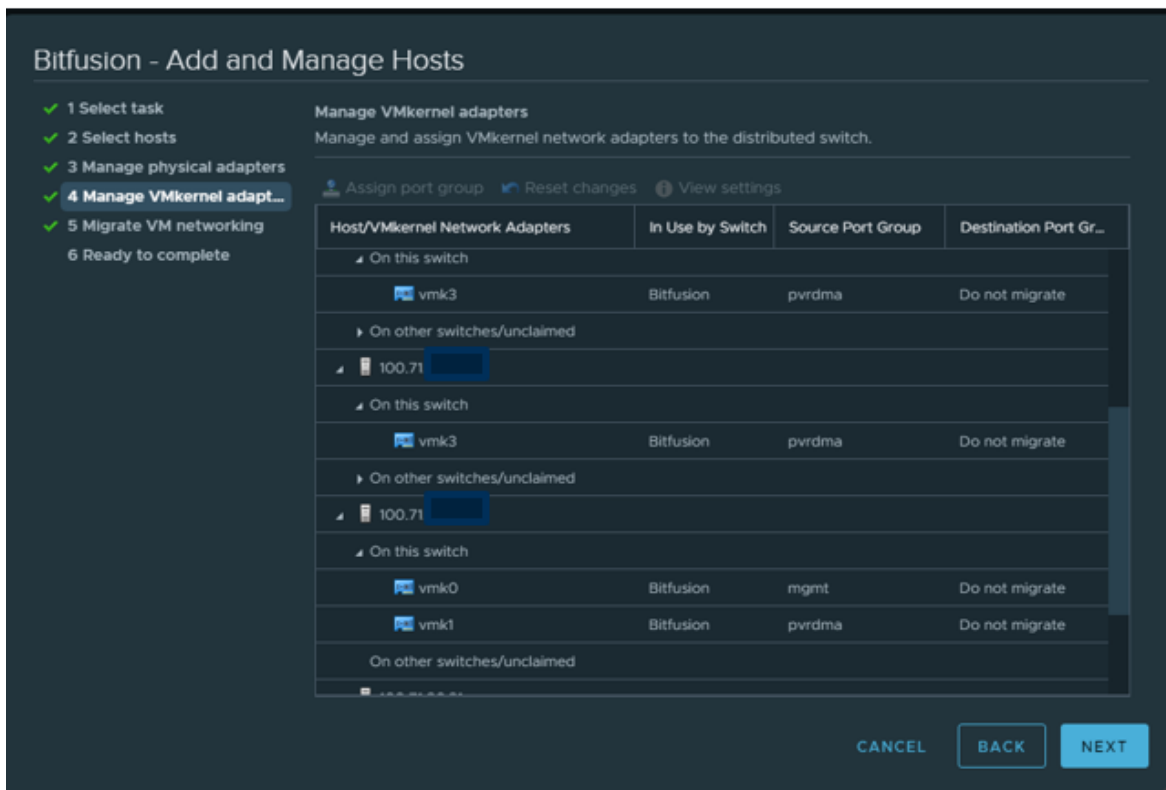 Bitfusion - Add and Manage Hosts
1 Select task
2 Select hosts
3 Manage physical adapters
4 Manage VMkernel adapt...
5 Migrate VM networking
6 Ready to complete
Manage VMkernel adapters
Manage and assign VMkernel network adapters to the distributed switch.
Assign port group Reset changes View settings
Host/VMkernel Network Adapters In Use by Switch Source Port Group Destination Port Gr...
On this switch
vmk3 Bitfusion pvrdma Do not migrate
On other switches/unclaimed
100.71
On this switch
vmk3 Bitfusion pvrdma Do not migrate
On other switches/unclaimed
100.71
On this switch
vmk0 Bitfusion mgmt Do not migrate
vmk1 Bitfusion pvrdma Do not migrate
On other switches/unclaimed
CANCEL BACK NEXT